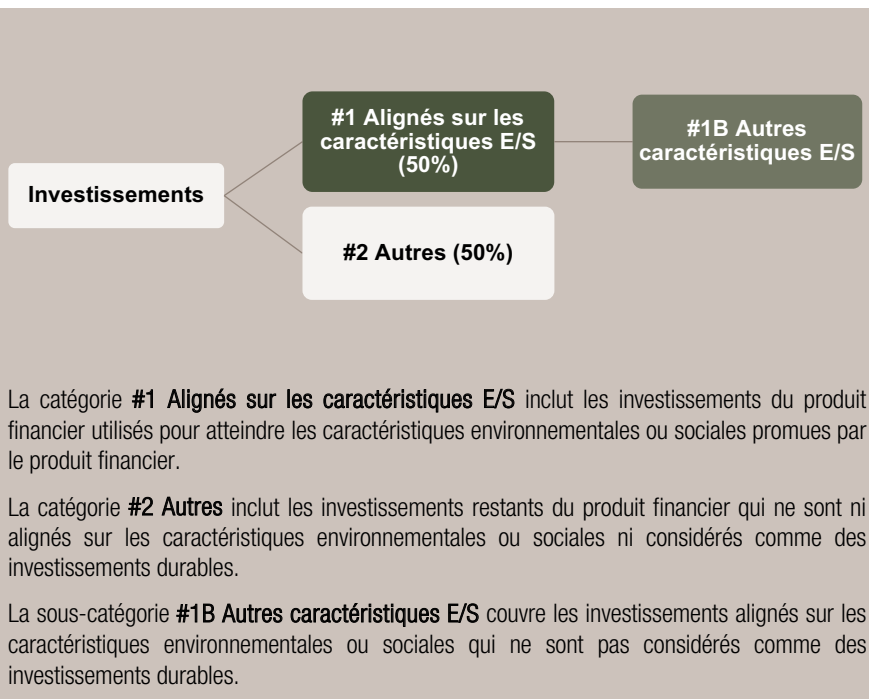 #1 Alignés sur les
caractéristiques E/S
(50%)
#1B Autres
caractéristiques E/S
Investissements
#2 Autres (50%)
La catégorie #1 Alignés sur les caractéristiques E/S inclut les investissements du produit
financier utilisés pour atteindre les caractéristiques environnementales ou sociales promues par
le produit financier.
La catégorie #2 Autres inclut les investissements restants du produit financier qui ne sont ni
alignés sur les caractéristiques environnementales ou sociales ni considérés comme des
investissements durables.
La sous-catégorie #1B Autres caractéristiques E/S couvre les investissements alignés sur les
caractéristiques environnementales ou sociales qui ne sont pas considérés comme des
investissements durables.